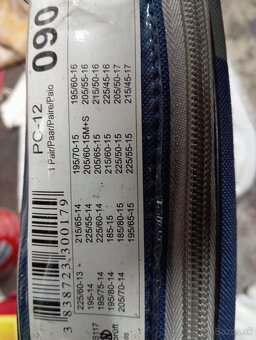 090
PC-12
1 Pair/Paar/Paire/Paio
225/60-13 215/65-14 195/70-15 195/60-16
195-14 225/55-14 205/60-15M+S 205/55-16
195/75-14 225/60-14 205/65-15 215/50-16
195/80-14 185-15 215/60-15 225/45-16
205/70-14 185/80-15 225/50-15 205/50-17
195/65-15 225/55-15 215/45-17
3 838723 300179
5117